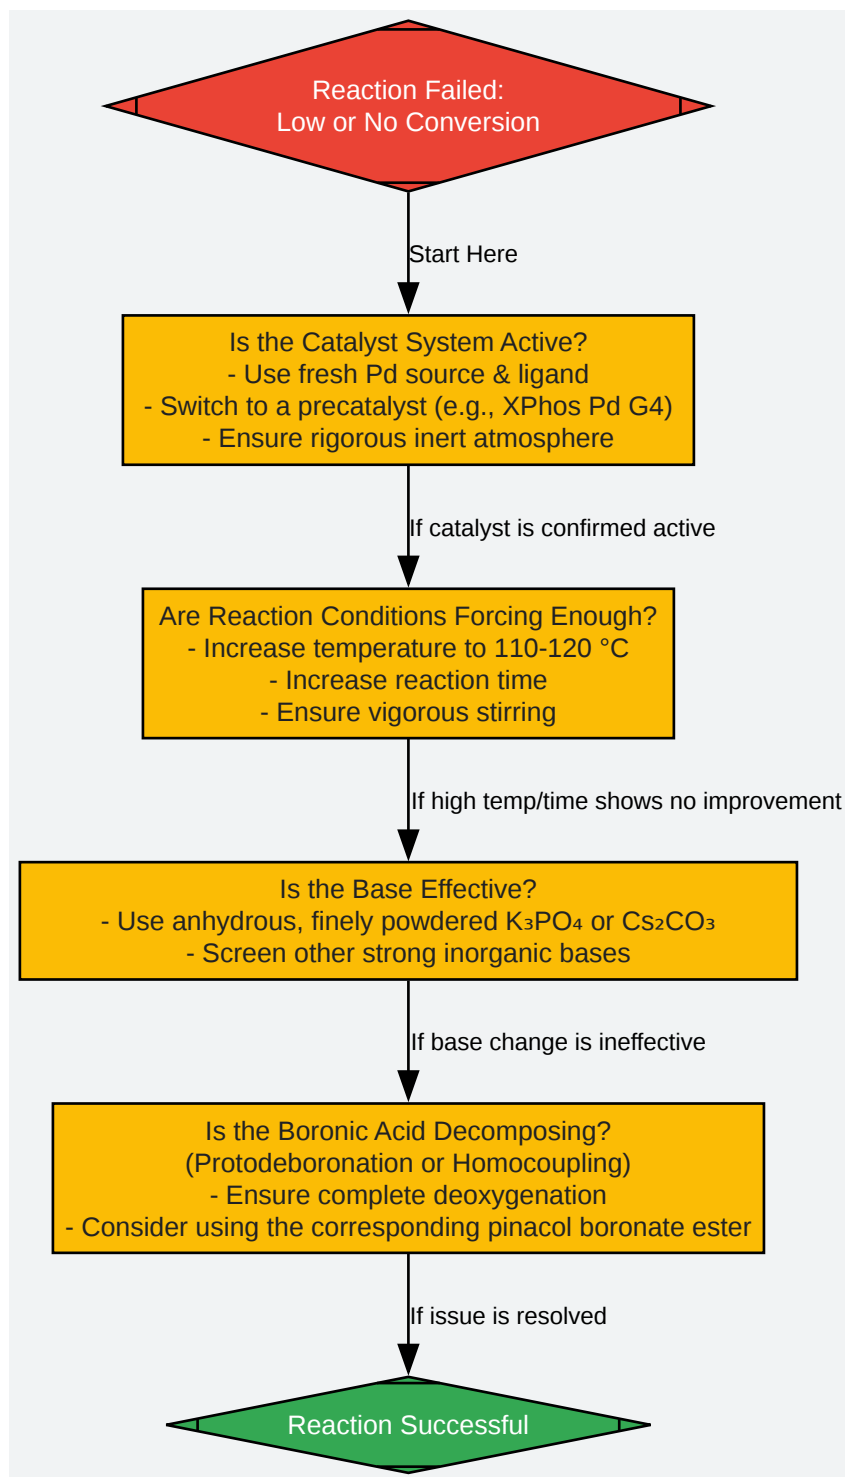 Reaction Failed:
Low or No Conversion
Start Here
Is the Catalyst System Active?
- Use fresh Pd source & ligand
- Switch to a precatalyst (e.g., XPhos Pd G4)
- Ensure rigorous inert atmosphere
If catalyst is confirmed active
Are Reaction Conditions Forcing Enough?
- Increase temperature to 110-120 °C
- Increase reaction time
- Ensure vigorous stirring
If high temp/time shows no improvement
Is the Base Effective?
- Use anhydrous, finely powdered K₃PO₄ or Cs₂CO₃
- Screen other strong inorganic bases
If base change is ineffective
Is the Boronic Acid Decomposing?
(Protodeboronation or Homocoupling)
- Ensure complete deoxygenation
- Consider using the corresponding pinacol boronate ester
If issue is resolved
Reaction Successful